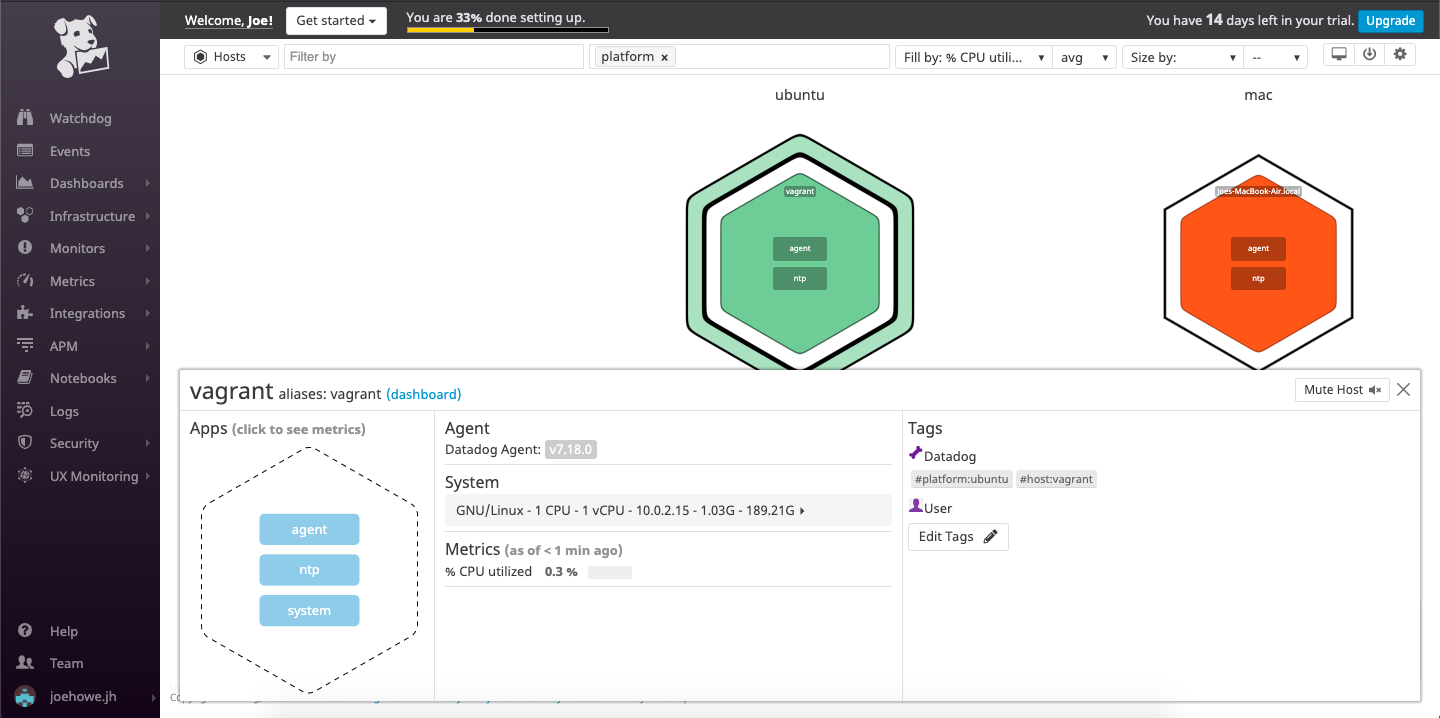 Welcome, Joe!
Get started
You are 33% done setting up.
You have 14 days left in your trial.
Upgrade
Hosts
Filter by
platform x
Fill by: % CPU utili...
avg
Size by:
--
Watchdog
Events
Dashboards
Infrastructure
Monitors
Metrics
Integrations
APM
Notebooks
Logs
Security
UX Monitoring
Help
Team
joehowe.jh
ubuntu
vagrant
agent
ntp
mac
Joes-MacBook-Air.local
agent
ntp
vagrant aliases: vagrant (dashboard)
Mute Host
Apps (click to see metrics)
agent
ntp
system
Agent
Datadog Agent: v7.18.0
System
GNU/Linux - 1 CPU - 1 vCPU - 10.0.2.15 - 1.03G - 189.21G
Metrics (as of < 1 min ago)
% CPU utilized 0.3 %
Tags
Datadog
#platform:ubuntu #host:vagrant
User
Edit Tags